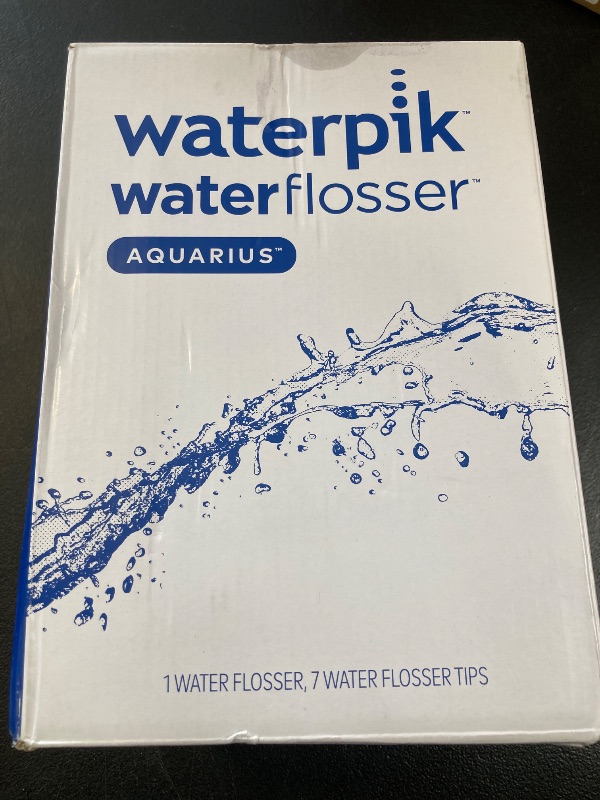 waterpik™
waterflosser™
AQUARIUS™
1 WATER FLOSSER, 7 WATER FLOSSER TIPS